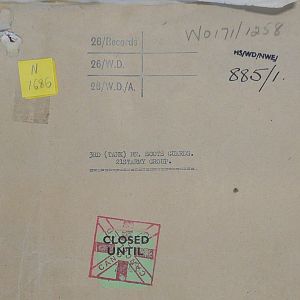 WO171/1258
28/Records
HS/WD/NWE/
26/W.D.
885/1.
N
1686
28/W.D./A.
3RD (TANK) BN. SCOTS GUARDS.
21STARMY GROUP.
CLOSED
UNTIL